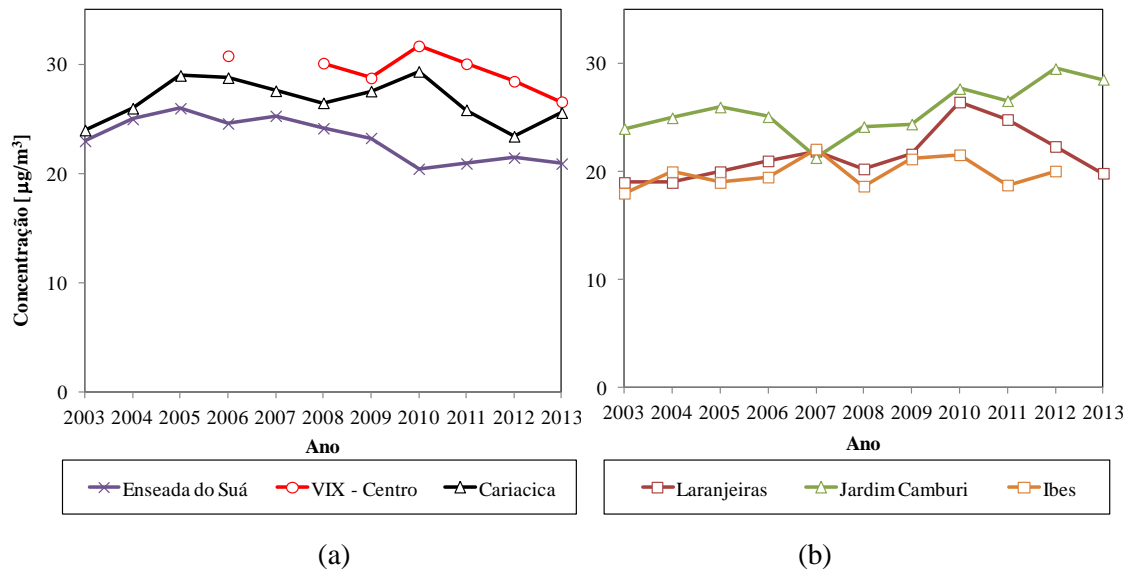 Concentração [µg/m³]
30
20
10
0
2003 2004 2005 2006 2007 2008 2009 2010 2011 2012 2013
Ano
Enseada do Suá VIX - Centro Cariacica
(a)
30
20
10
0
2003 2004 2005 2006 2007 2008 2009 2010 2011 2012 2013
Ano
Laranjeiras Jardim Camburi Ibes
(b)